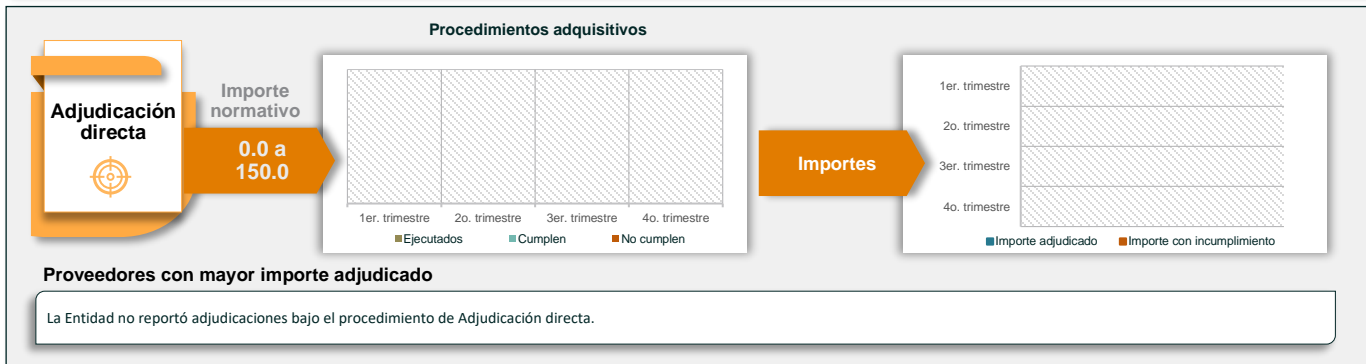 Procedimientos adquisitivos
Adjudicación
directa
Importe
normativo
0.0 a
150.0
1er. trimestre
2o. trimestre
3er. trimestre
4o. trimestre
Ejecutados
Cumplen
No cumplen
Importes
1er. trimestre
2o. trimestre
3er. trimestre
4o. trimestre
Importe adjudicado
Importe con incumplimiento
Proveedores con mayor importe adjudicado
La Entidad no reportó adjudicaciones bajo el procedimiento de Adjudicación directa.